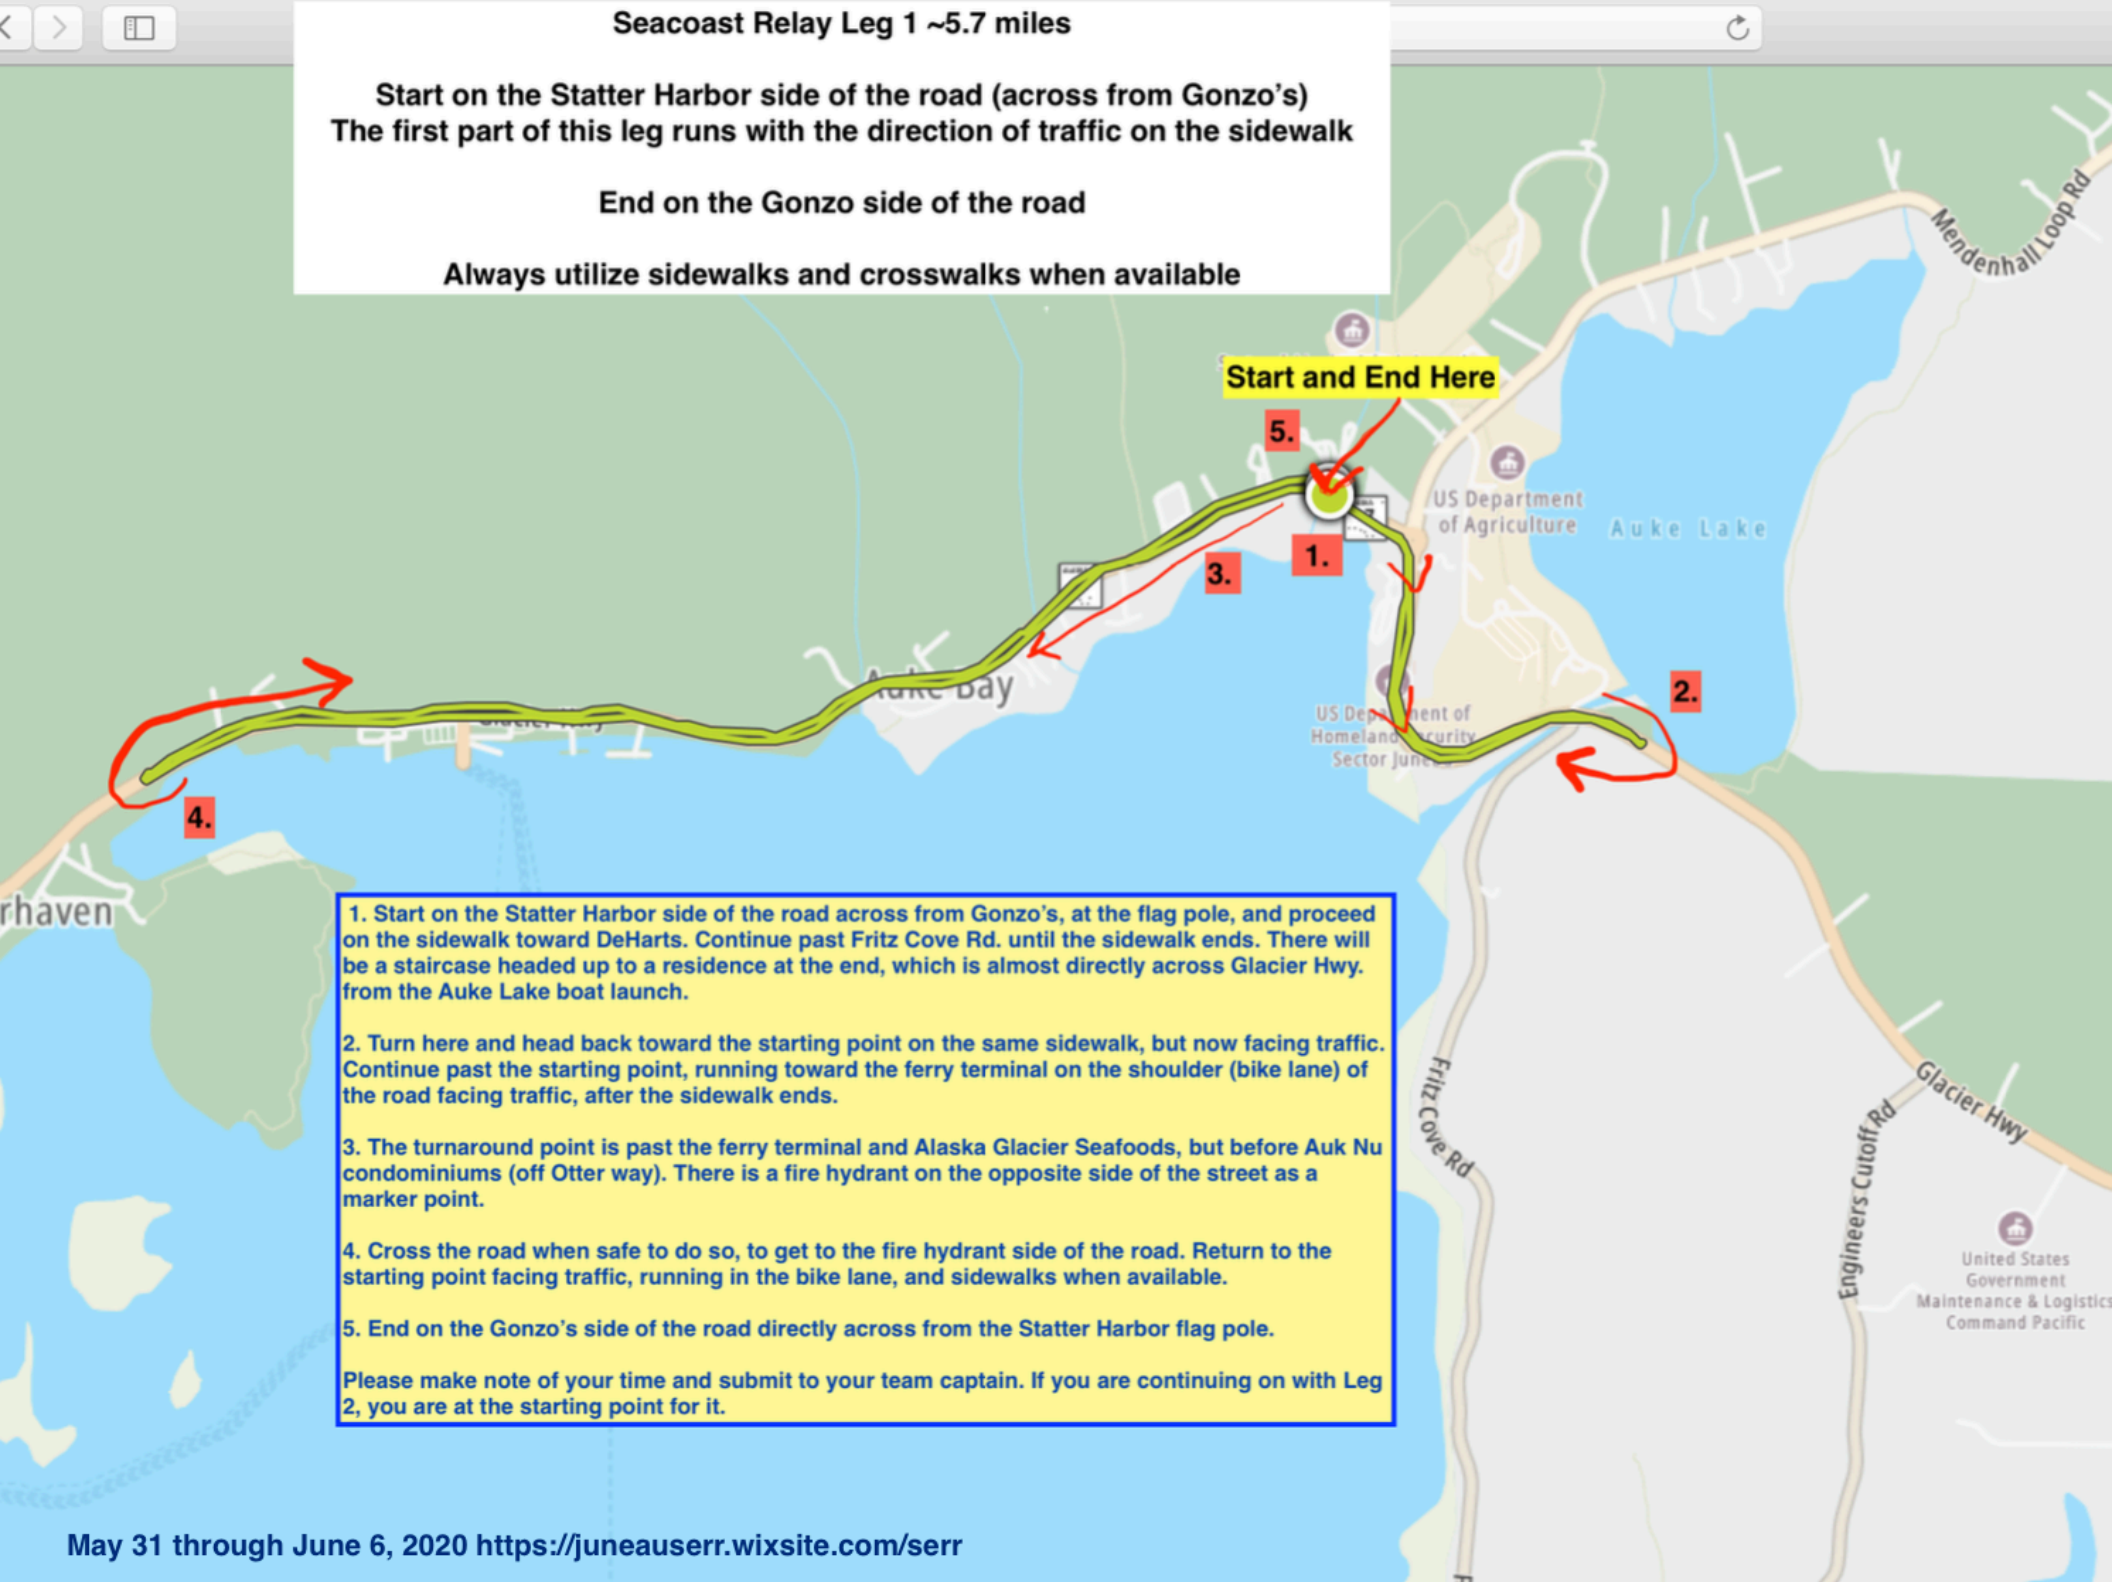 Seacoast Relay Leg 1 ~5.7 miles
Start on the Statter Harbor side of the road (across from Gonzo's)
The first part of this leg runs with the direction of traffic on the sidewalk
End on the Gonzo side of the road
Always utilize sidewalks and crosswalks when available
Mendenhall Loop Rd
Start and End Here
5.
US Department
of Agriculture
Auke Lake
1.
3.
2.
Auke Bay
US Department of
Homeland Security
Sector Juneau
Glacier Hwy
4.
rhaven
1. Start on the Statter Harbor side of the road across from Gonzo's, at the flag pole, and proceed
on the sidewalk toward DeHarts. Continue past Fritz Cove Rd. until the sidewalk ends. There will
be a staircase headed up to a residence at the end, which is almost directly across Glacier Hwy.
from the Auke Lake boat launch.
2. Turn here and head back toward the starting point on the same sidewalk, but now facing traffic.
Continue past the starting point, running toward the ferry terminal on the shoulder (bike lane) of
the road facing traffic, after the sidewalk ends.
3. The turnaround point is past the ferry terminal and Alaska Glacier Seafoods, but before Auk Nu
condominiums (off Otter way). There is a fire hydrant on the opposite side of the street as a
marker point.
4. Cross the road when safe to do so, to get to the fire hydrant side of the road. Return to the
starting point facing traffic, running in the bike lane, and sidewalks when available.
5. End on the Gonzo's side of the road directly across from the Statter Harbor flag pole.
Please make note of your time and submit to your team captain. If you are continuing on with Leg
2, you are at the starting point for it.
Fritz Cove Rd
Glacier Hwy
Engineers Cutoff Rd
United States
Government
Maintenance & Logistics
Command Pacific
May 31 through June 6, 2020 https://juneauserr.wixsite.com/serr